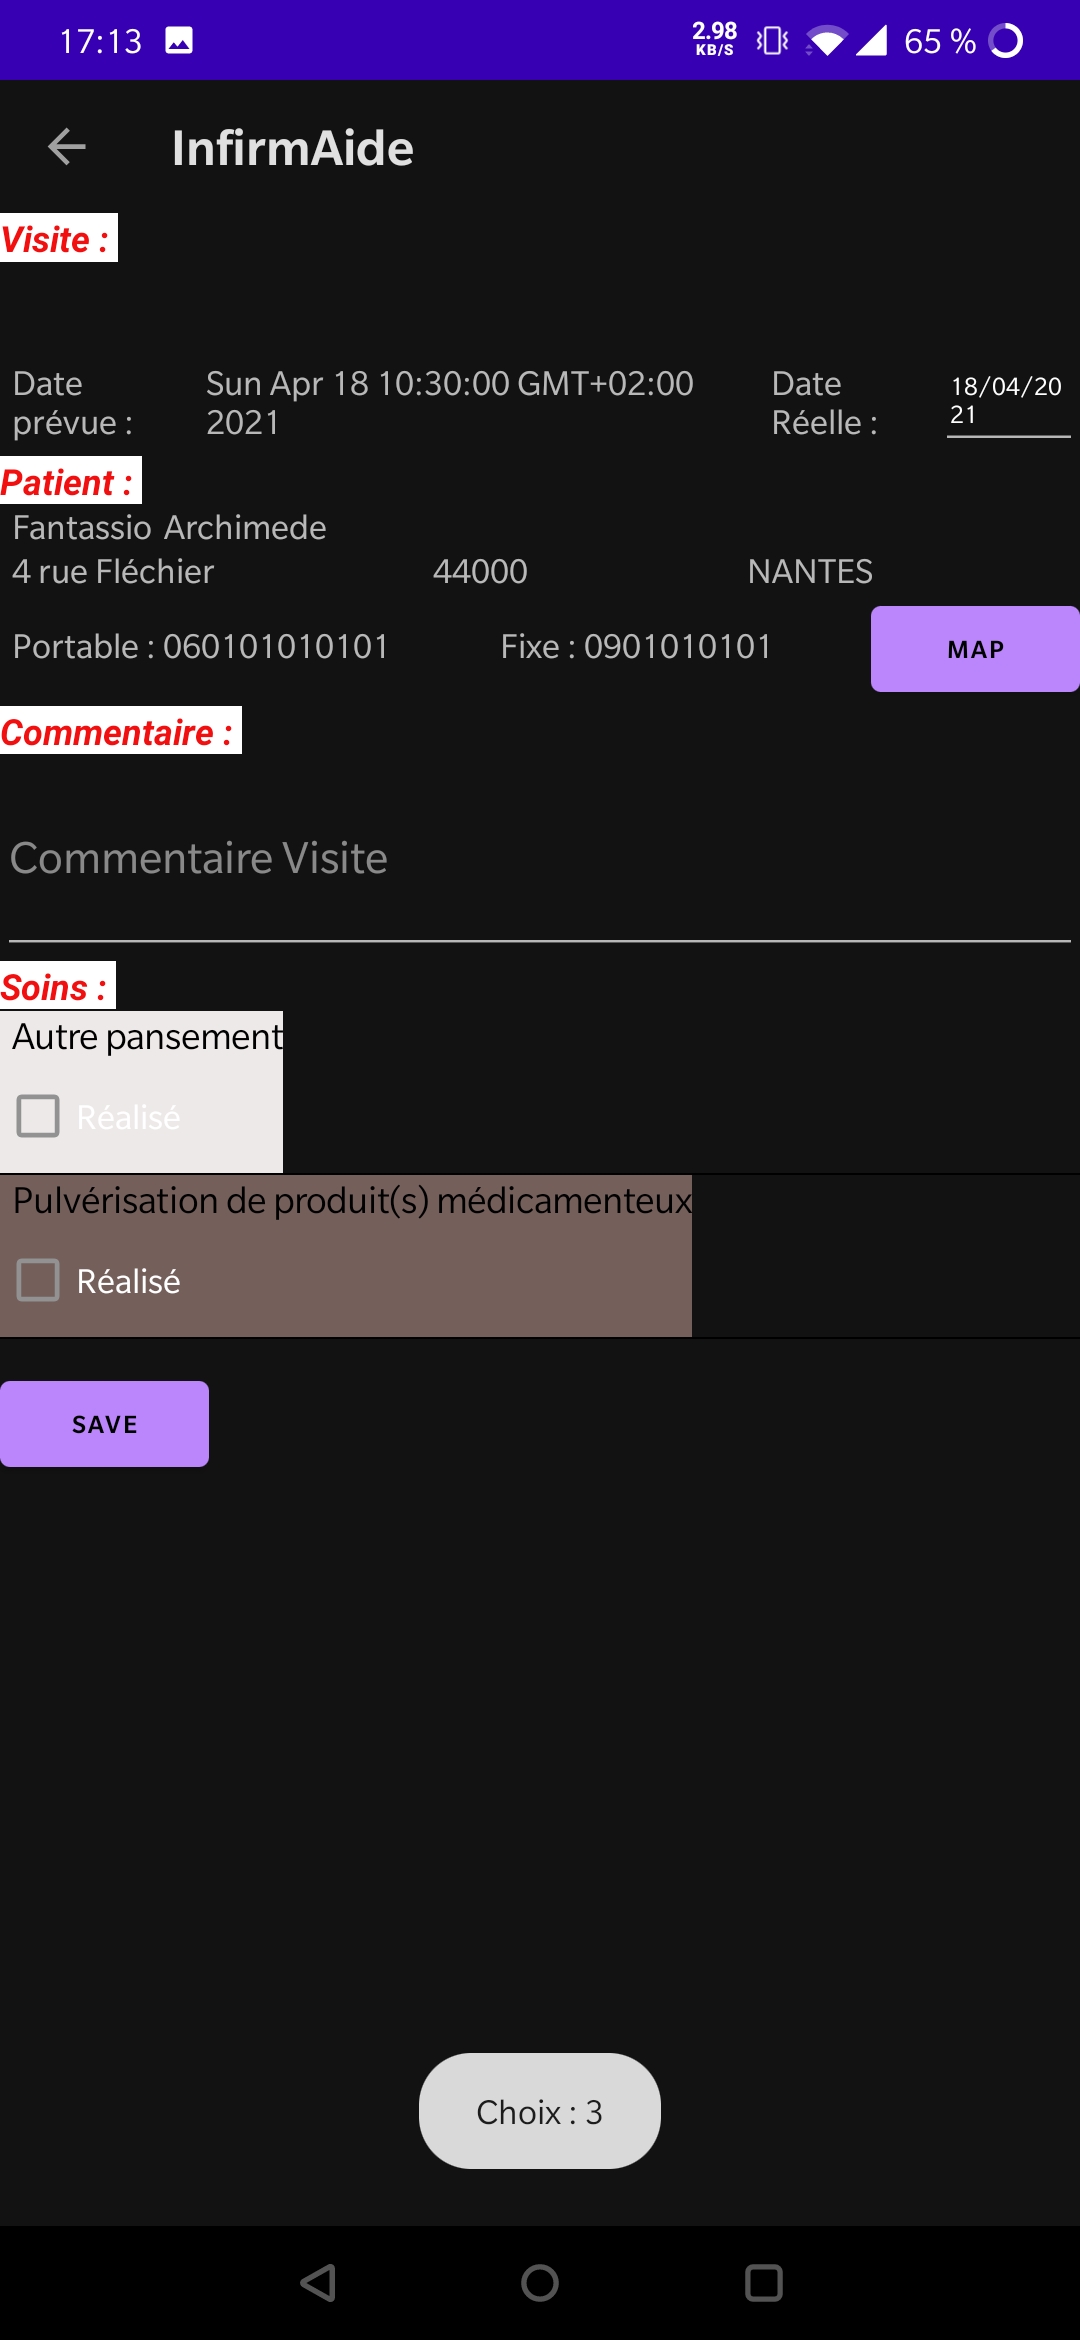 17:13 2.98 KB/S 65 %
InfirmAide
Visite :
Date prévue : Sun Apr 18 10:30:00 GMT+02:00 2021 Date Réelle : 18/04/2021
Patient :
Fantassio Archimede
4 rue Fléchier 44000 NANTES
Portable : 060101010101 Fixe : 0901010101 MAP
Commentaire :
Commentaire Visite
Soins :
Autre pansement
Réalisé
Pulvérisation de produit(s) médicamenteux
Réalisé
SAVE
Choix : 3